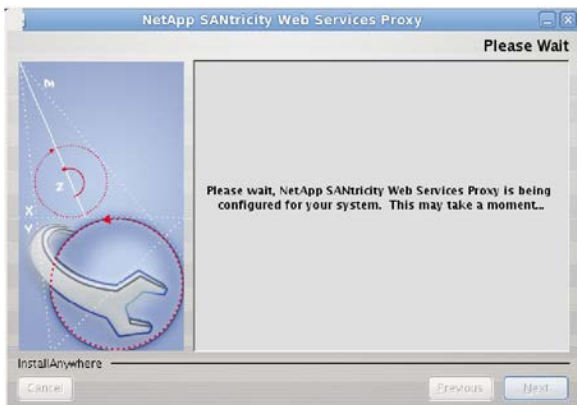 NetApp SANtricity Web Services Proxy
Please Wait
M
Z
X
Y
Please wait, NetApp SANtricity Web Services Proxy is being
configured for your system. This may take a moment...
InstallAnywhere
Cancel
Previous
Next